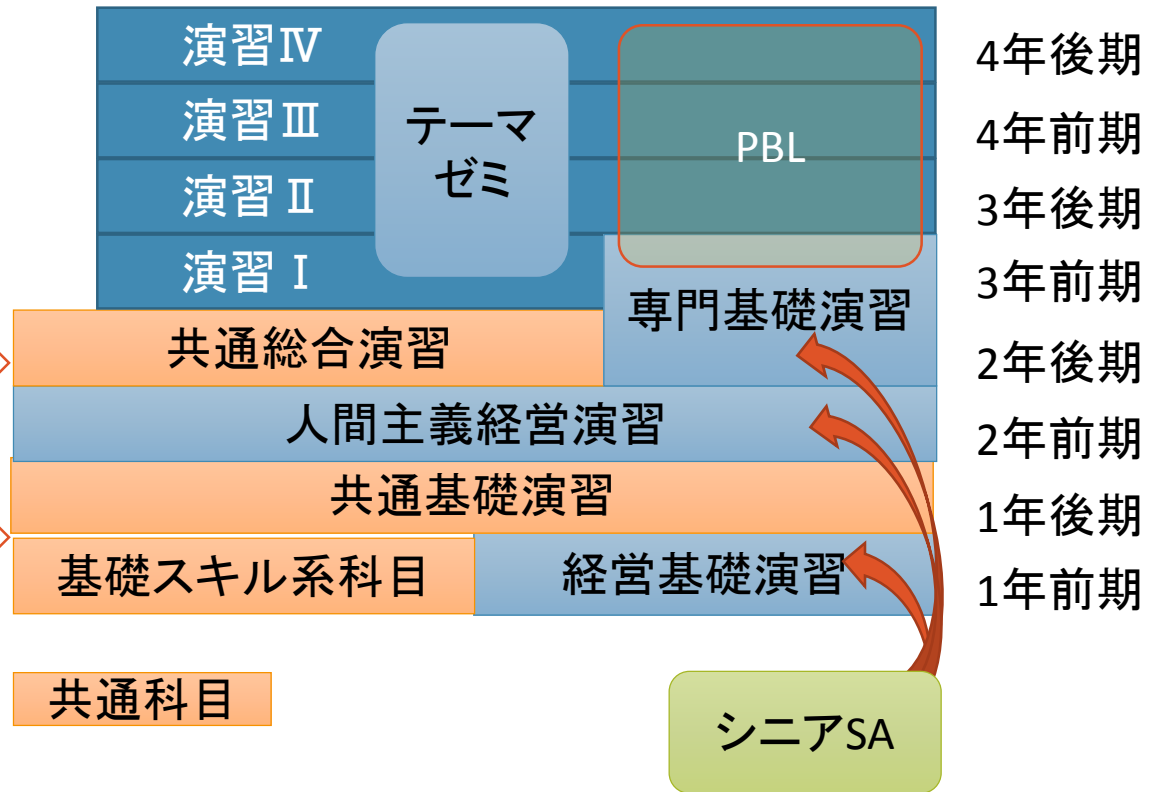 演習Ⅳ
4年後期
演習Ⅲ
テーマ
ゼミ
PBL
4年前期
演習Ⅱ
3年後期
演習Ⅰ
3年前期
専門基礎演習
共通総合演習
2年後期
人間主義経営演習
2年前期
共通基礎演習
1年後期
基礎スキル系科目
経営基礎演習
1年前期
共通科目
シニアSA